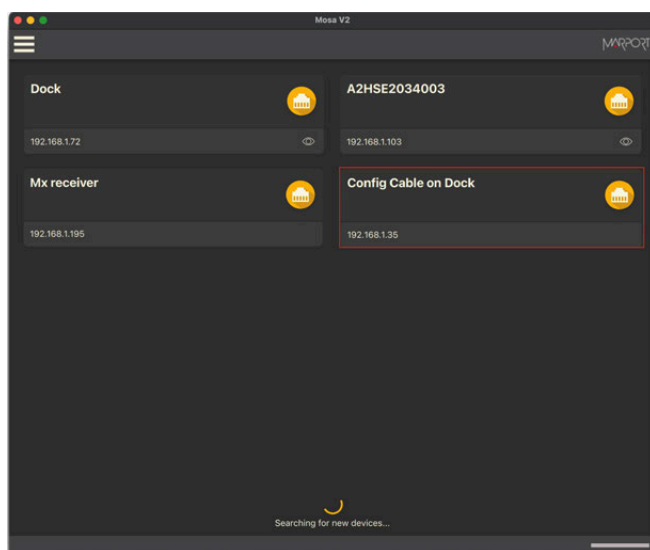 Mosa V2
MARPORT
Dock
192.168.1.72
A2HSE2034003
192.168.1.103
Mx receiver
192.168.1.195
Config Cable on Dock
192.168.1.35
Searching for new devices...